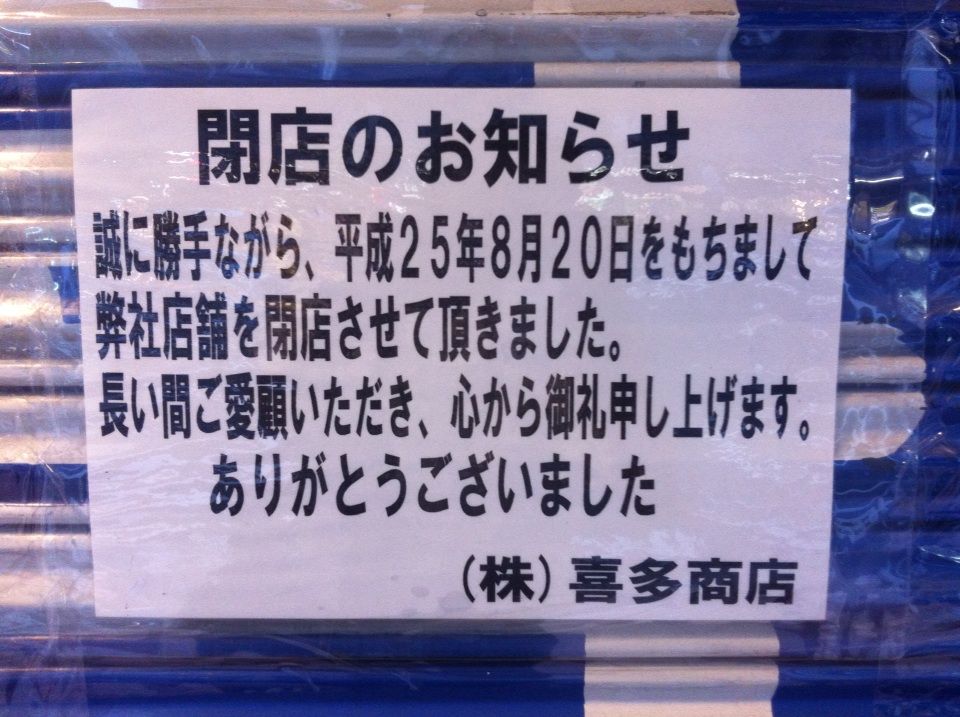 閉店のお知らせ
誠に勝手ながら、平成25年8月20日をもちまして
弊社店舗を閉店させて頂きました。
長い間ご愛顧いただき、心から御礼申し上げます。
ありがとうございました
(株)喜多商店